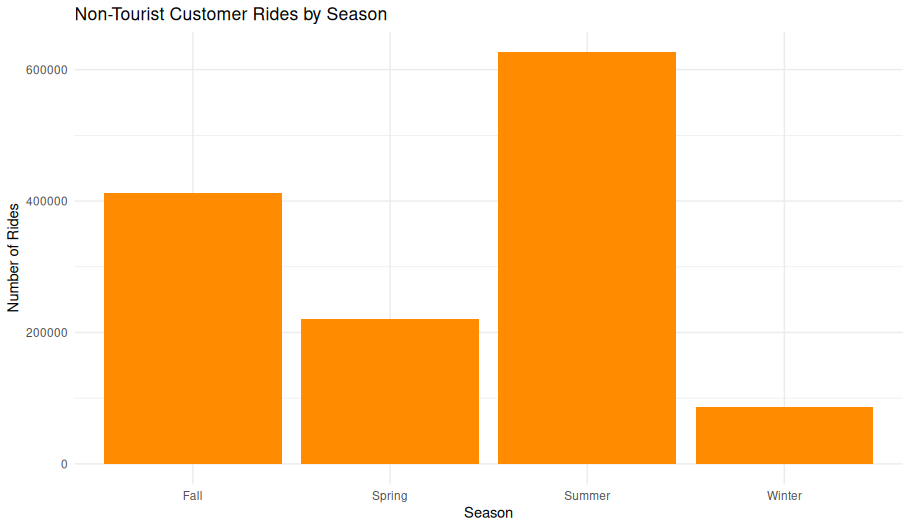 Non-Tourist Customer Rides by Season
Number of Rides
600000
400000
200000
0
Fall
Spring
Summer
Winter
Season